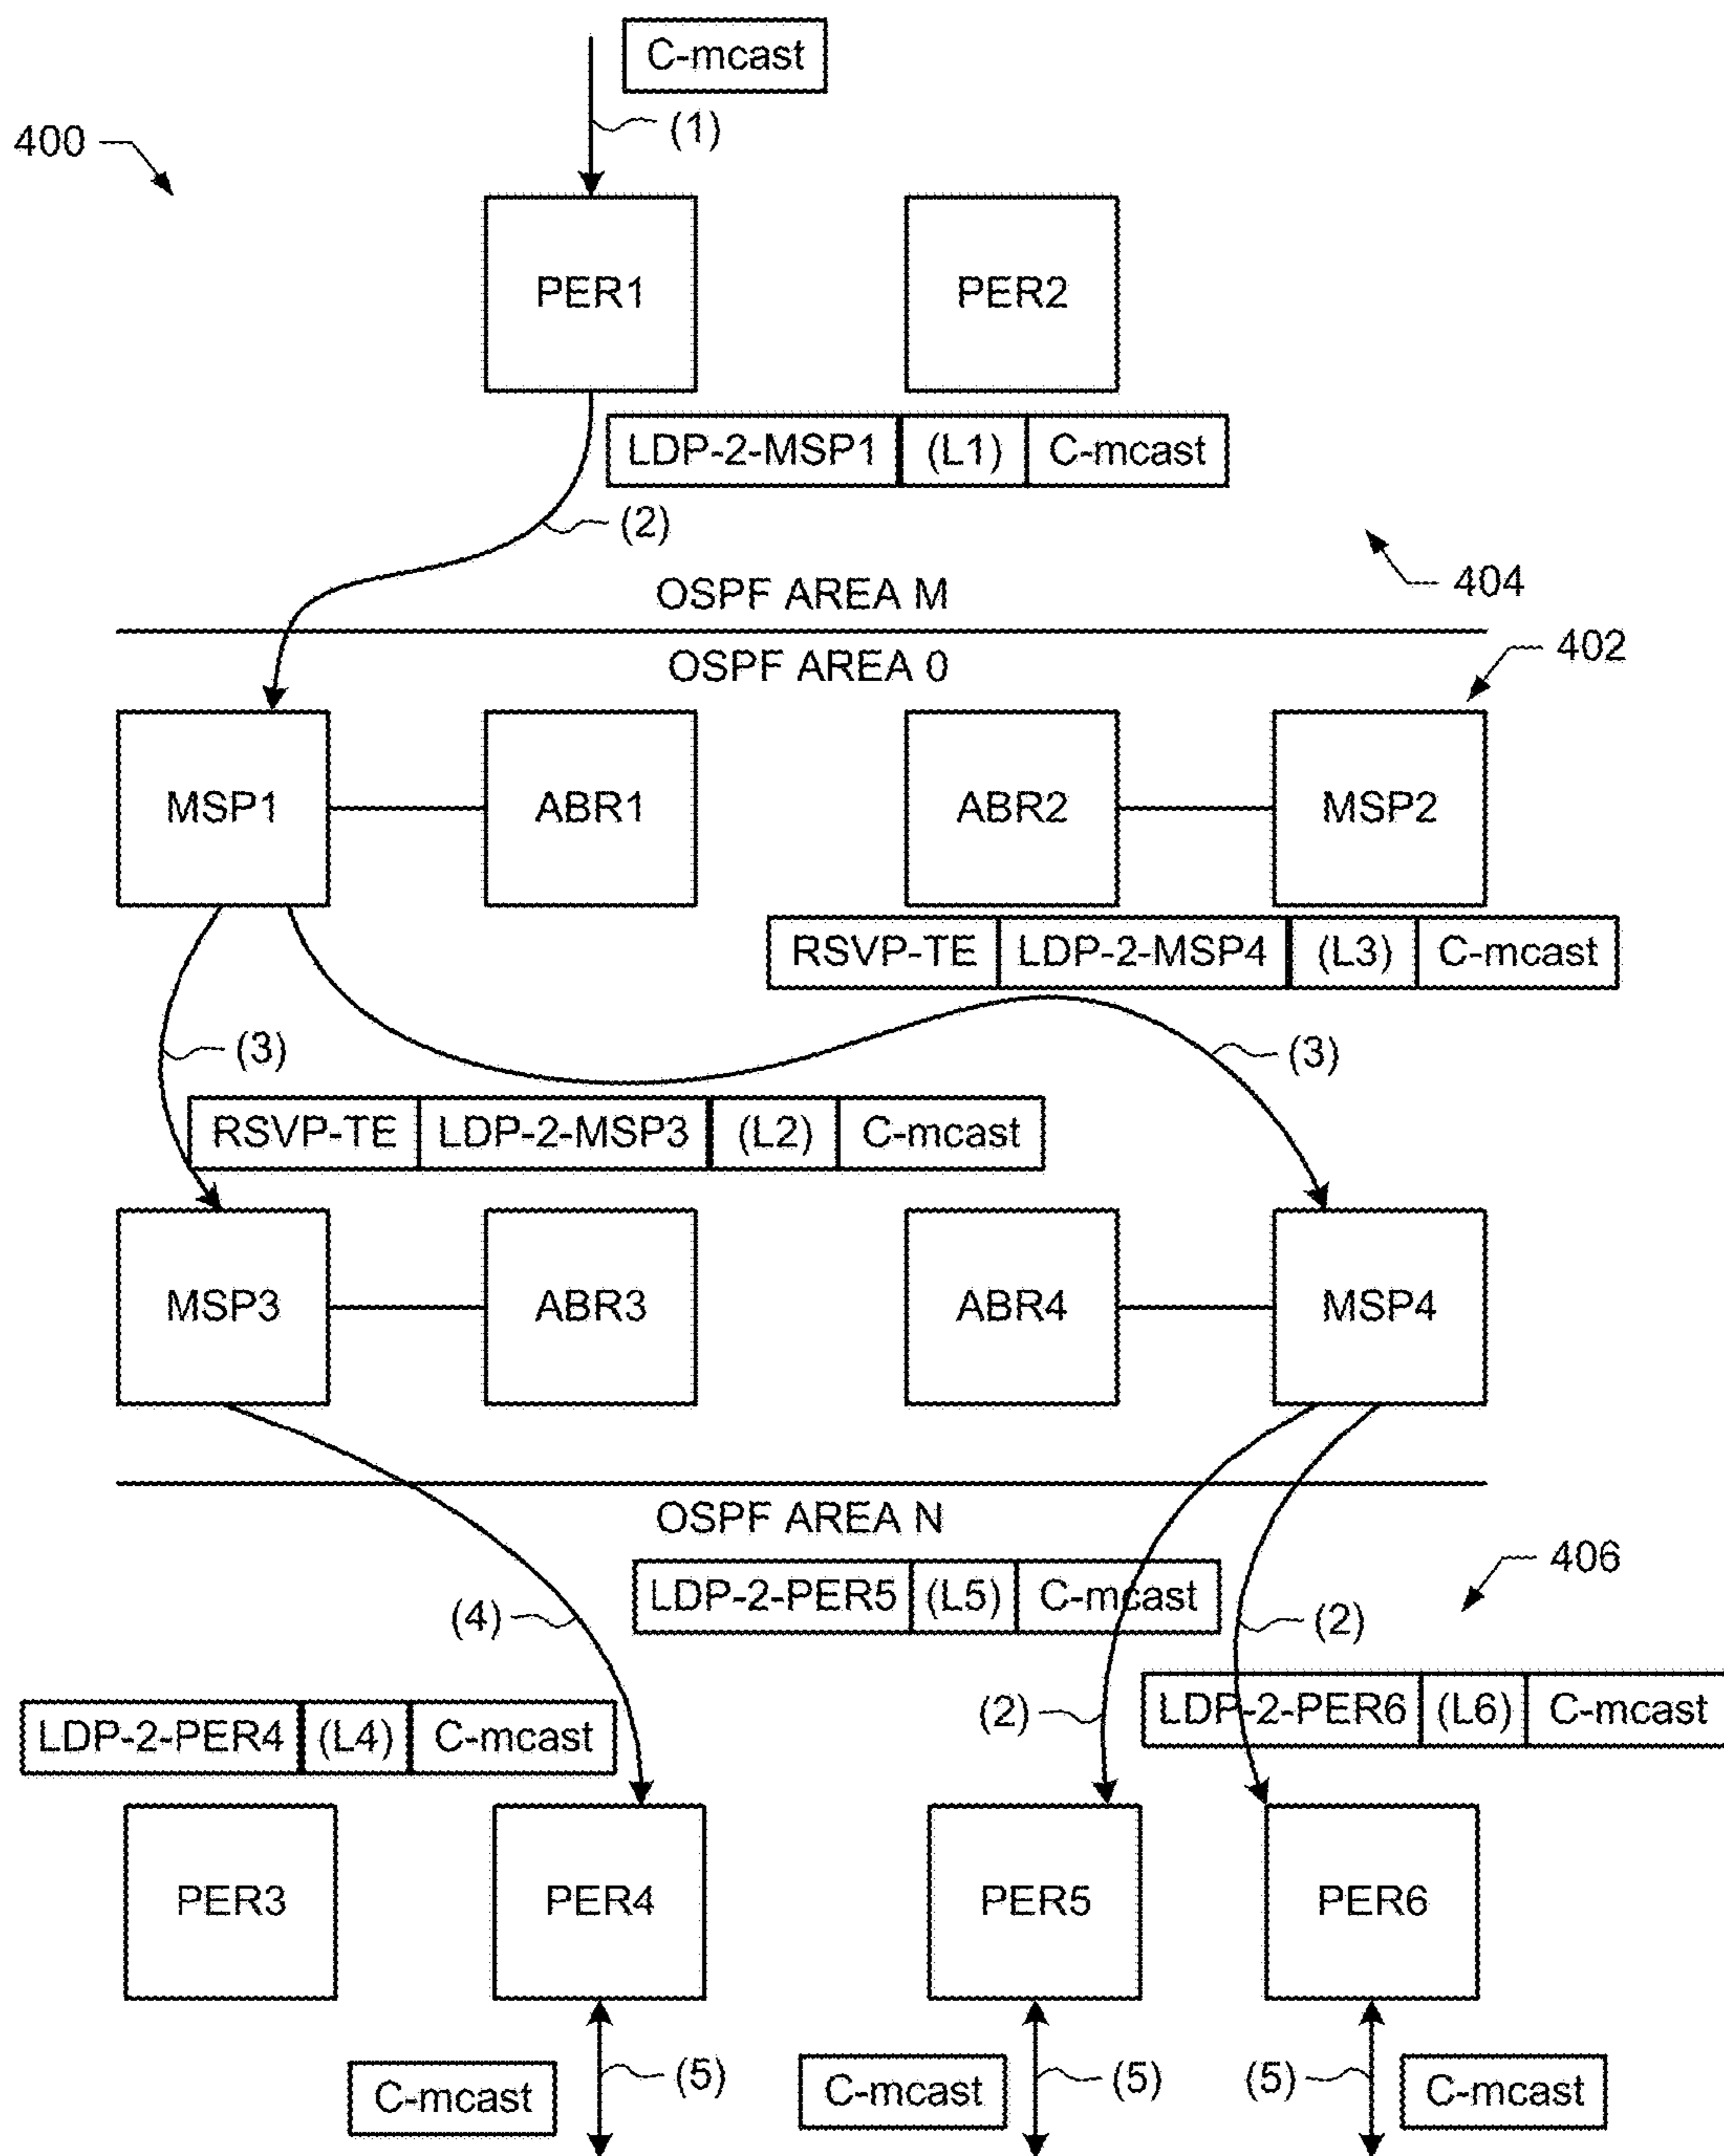 C-mcast
(1)
400
PER1 PER2
LDP-2-MSP1 (L1) C-mcast
(2)
404
OSPF AREA M
OSPF AREA 0
402
MSP1 ABR1 ABR2 MSP2
RSVP-TE LDP-2-MSP4 (L3) C-mcast
(3) (3)
RSVP-TE LDP-2-MSP3 (L2) C-mcast
MSP3 ABR3 ABR4 MSP4
OSPF AREA N
406
LDP-2-PER5 (L5) C-mcast
(4) (2)
(2)
LDP-2-PER6 (L6) C-mcast
LDP-2-PER4 (L4) C-mcast
PER3 PER4 PER5 PER6
C-mcast (5) C-mcast (5) (5) C-mcast